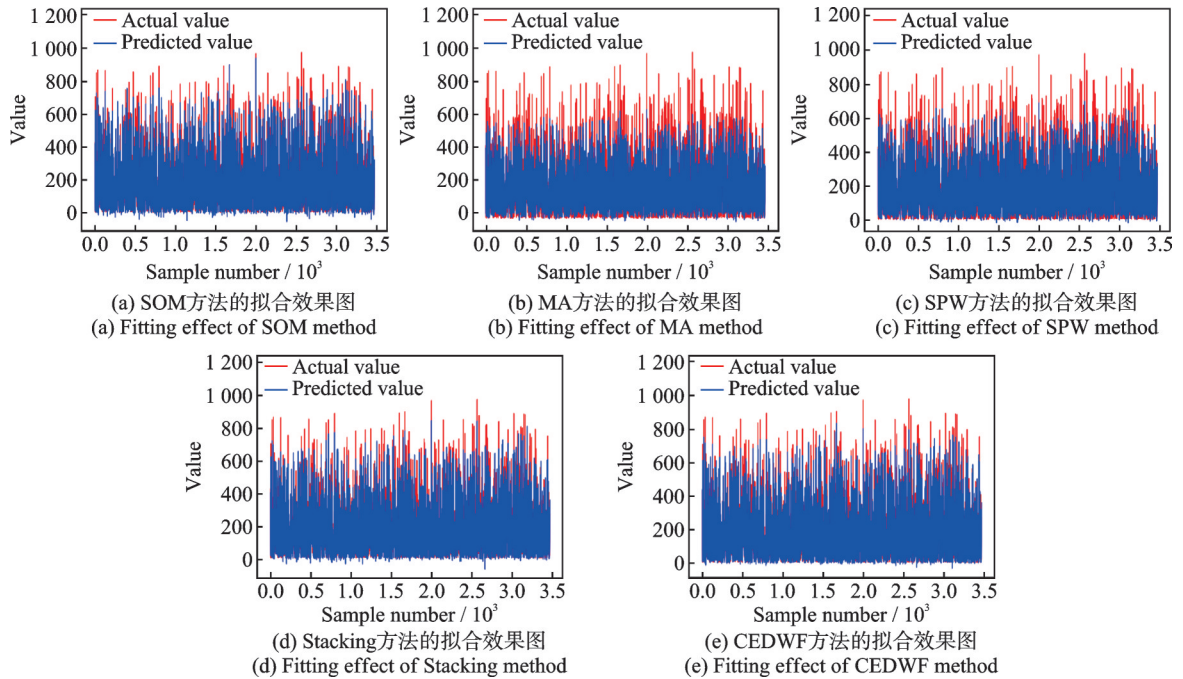 1 200
Actual value
Predicted value
1 000
800
600
400
200
0
Value
0.0 0.5 1.0 1.5 2.0 2.5 3.0 3.5
Sample number / 10³
(a) SOM方法的拟合效果图
(a) Fitting effect of SOM method
1 200
Actual value
Predicted value
1 000
800
600
400
200
0
Value
0.0 0.5 1.0 1.5 2.0 2.5 3.0 3.5
Sample number / 10³
(b) MA方法的拟合效果图
(b) Fitting effect of MA method
1 200
Actual value
Predicted value
1 000
800
600
400
200
0
Value
0.0 0.5 1.0 1.5 2.0 2.5 3.0 3.5
Sample number / 10³
(c) SPW方法的拟合效果图
(c) Fitting effect of SPW method
1 200
Actual value
Predicted value
1 000
800
600
400
200
0
Value
0.0 0.5 1.0 1.5 2.0 2.5 3.0 3.5
Sample number / 10³
(d) Stacking方法的拟合效果图
(d) Fitting effect of Stacking method
1 200
Actual value
Predicted value
1 000
800
600
400
200
0
Value
0.0 0.5 1.0 1.5 2.0 2.5 3.0 3.5
Sample number / 10³
(e) CEDWF方法的拟合效果图
(e) Fitting effect of CEDWF method